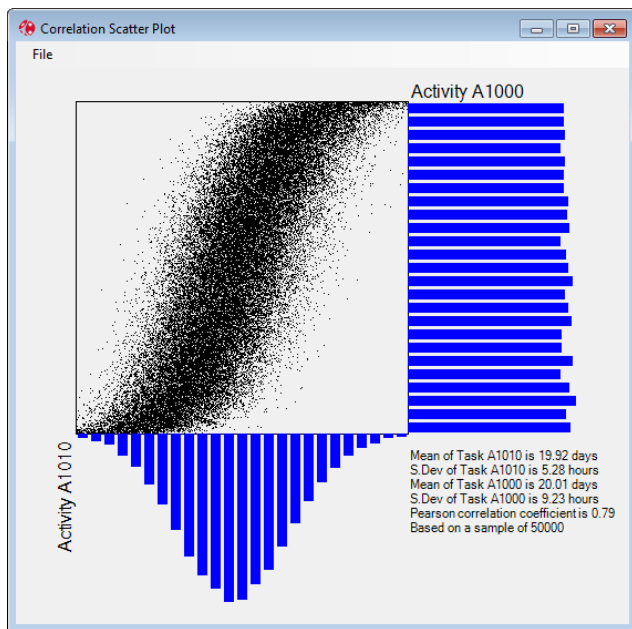 Correlation Scatter Plot
File
Activity A1000
Activity A1010
Mean of Task A1010 is 19.92 days
S.Dev of Task A1010 is 5.28 hours
Mean of Task A1000 is 20.01 days
S.Dev of Task A1000 is 9.23 hours
Pearson correlation coefficient is 0.79
Based on a sample of 50000